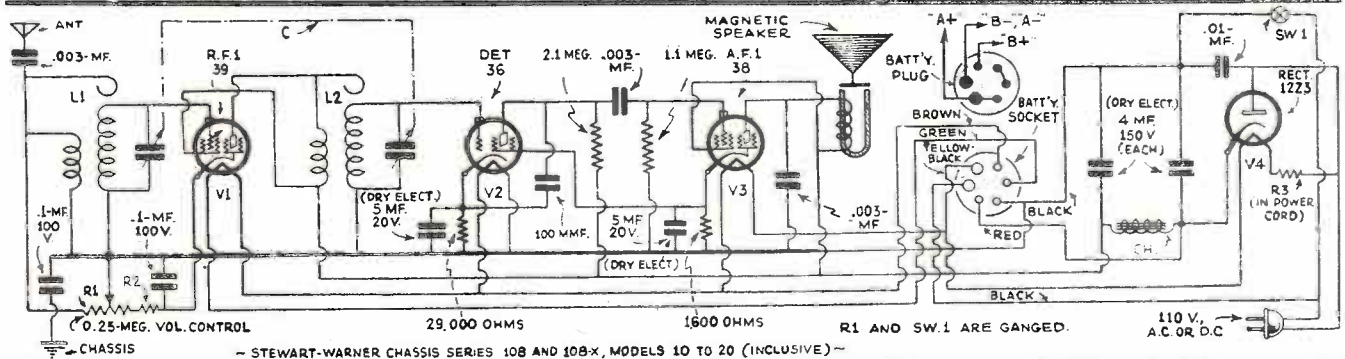 ANT
.003-MF.
L1
C
R.F.1
39
L2
DET
36
2.1 MEG.
.003-
MF.
1.1 MEG.
A.F.1
38
MAGNETIC
SPEAKER
"A+
B-"A-
B+
BATT'Y.
PLUG
BATT'Y.
SOCKET
BROWN
GREEN
YELLOW-
BLACK
.01-
MF.
SW.1
RECT.
12Z3
(DRY ELECT.)
4 MF.
150 V
(EACH)
V4
R3
(IN POWER
CORD)
V1
(DRY ELECT.)
5 MF.
20V.
V2
100 MMF.
5 MF.
20V.
(DRY ELECT)
V3
.003-
MF
BLACK
RED
CH.
.1-MF.
100
V.
.1-MF.
100V.
R2
R1
0.25-MEG. VOL. CONTROL
CHASSIS
29,000 OHMS
1600 OHMS
BLACK
R1 AND SW.1 ARE GANGED.
110 V.,
A.C. OR D.C
~ STEWART-WARNER CHASSIS SERIES 108 AND 108-X, MODELS 10 TO 20 (INCLUSIVE) ~